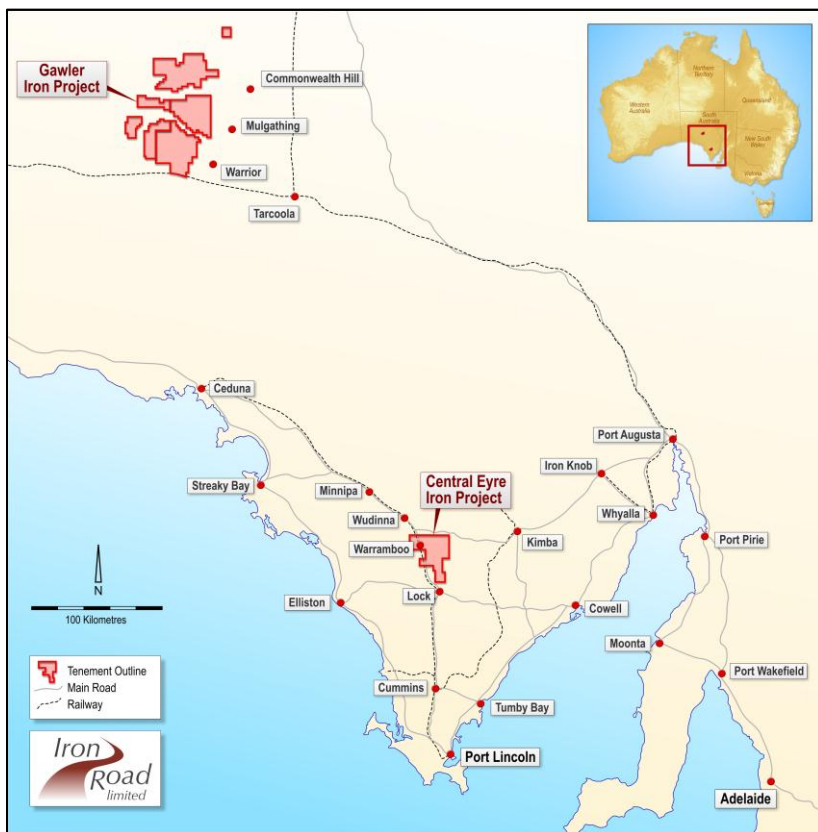 Gawler
Iron Project
Commonwealth Hill
Mulgathing
Warrior
Tarcoola
Northern
Territory
Western
Australia
Queensland
South
Australia
New South
Wales
Victoria
Ceduna
Port Augusta
Iron Knob
Central Eyre
Iron Project
Streaky Bay
Minnipa
Wudinna
Whyalla
Warramboo
Kimba
Port Pirie
N
100 Kilometres
Elliston
Lock
Cowell
Moonta
Port Wakefield
Tenement Outline
Main Road
Railway
Cummins
Tumby Bay
Iron
Road
limited
Port Lincoln
Adelaide